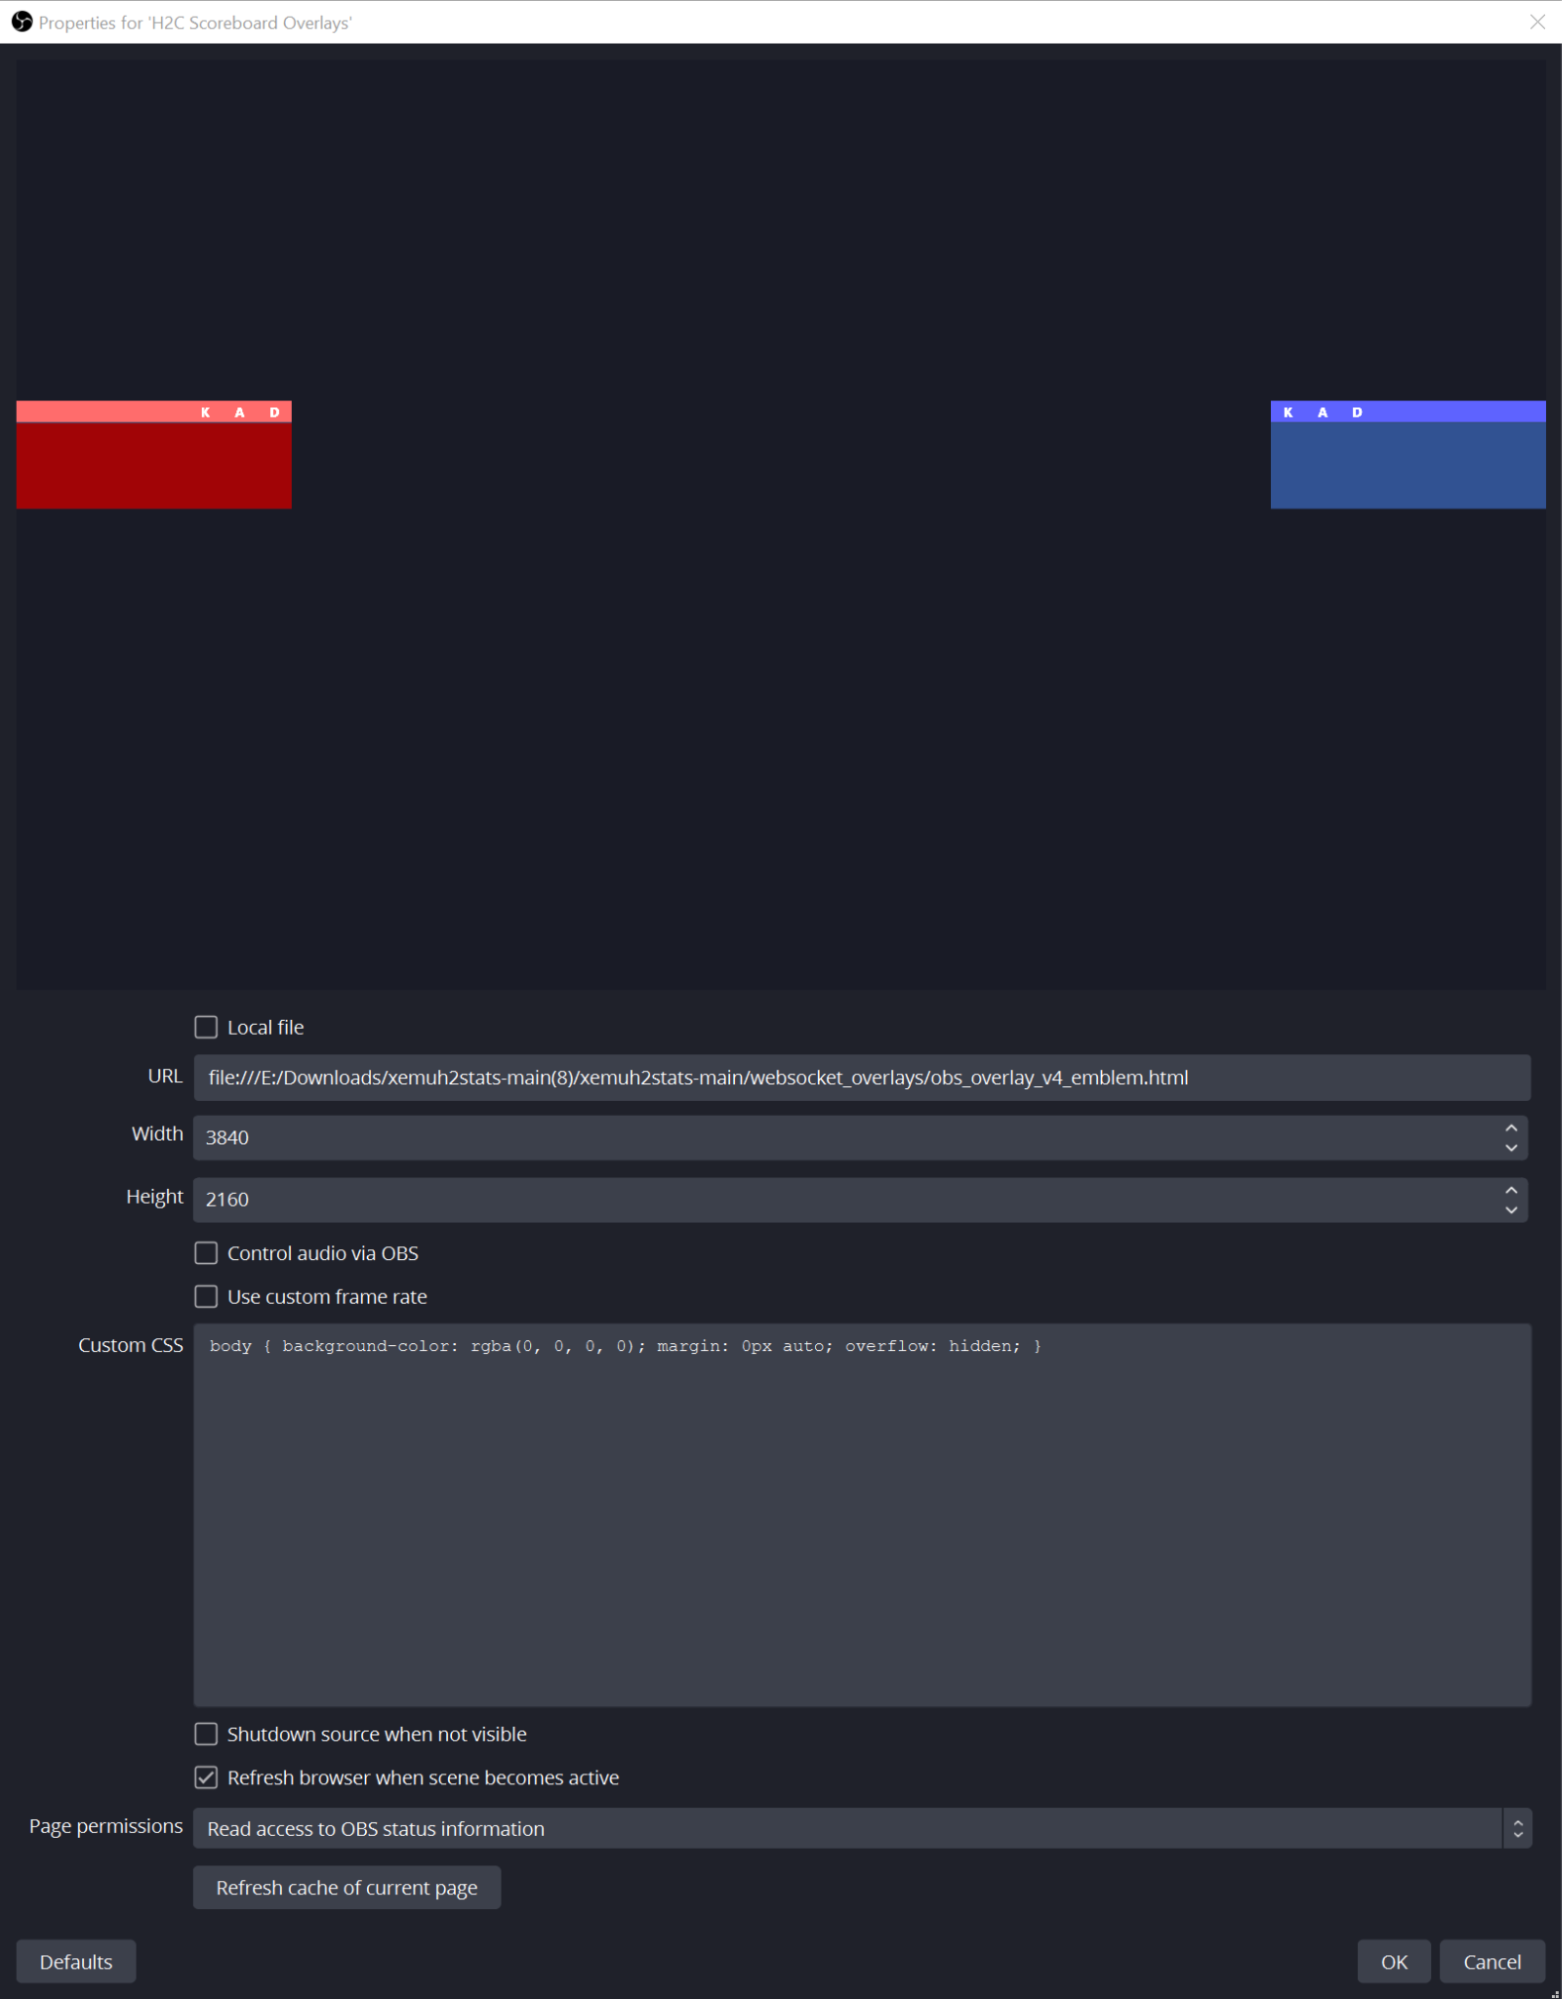 Properties for 'H2C Scoreboard Overlays'
K A D
K A D
Local file
URL file:///E:/Downloads/xemuh2stats-main(8)/xemuh2stats-main/websocket_overlays/obs_overlay_v4_emblem.html
Width 3840
Height 2160
Control audio via OBS
Use custom frame rate
Custom CSS body { background-color: rgba(0, 0, 0, 0); margin: 0px auto; overflow: hidden; }
Shutdown source when not visible
Refresh browser when scene becomes active
Page permissions Read access to OBS status information
Refresh cache of current page
Defaults OK Cancel